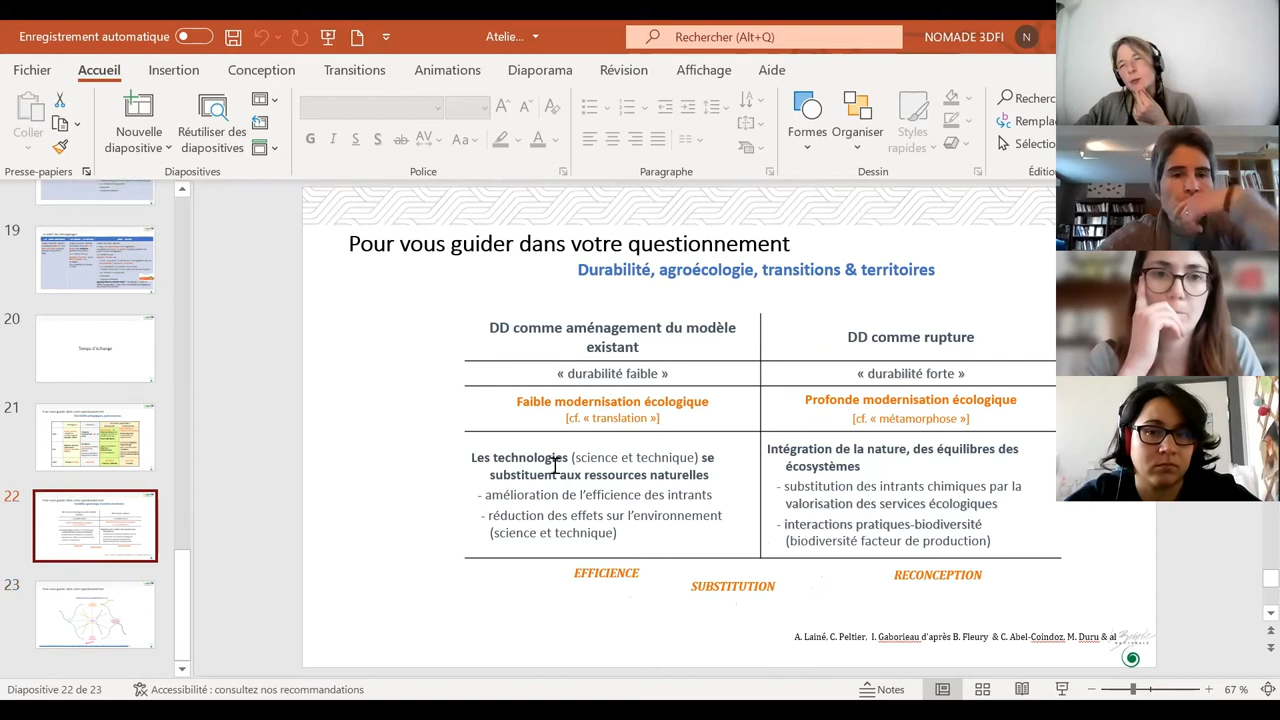 Enregistrement automatique
Atelie...
Rechercher (Alt+Q)
NOMADE 3DFI
N
Fichier
Accueil
Insertion
Conception
Transitions
Animations
Diaporama
Révision
Affichage
Aide
Coller
Nouvelle
diapositive
Réutiliser des
diapositives
G
I
S
S
ab
AV
Aa
A
A
A
A
Formes
Organiser
Styles
rapides
Recherc
Remplac
Sélectio
Presse-papiers
Diapositives
Police
Paragraphe
Dessin
Éditio
19
20
Temps d'échange
21
22
23
Pour vous guider dans votre questionnement
Durabilité, agroécologie, transitions & territoires
DD comme aménagement du modèle
existant
DD comme rupture
« durabilité faible »
« durabilité forte »
Faible modernisation écologique
[cf. « translation »]
Profonde modernisation écologique
[cf. « métamorphose »]
Les technologies (science et technique) se
substituent aux ressources naturelles
- amélioration de l'efficience des intrants
- réduction des effets sur l'environnement
(science et technique)
Intégration de la nature, des équilibres des
écosystèmes
- substitution des intrants chimiques par la
valorisation des services écologiques
- interactions pratiques-biodiversité
(biodiversité facteur de production)
EFFICIENCE
SUBSTITUTION
RECONCEPTION
A. Lainé, C. Peltier, I. Gaborieau d'après B. Fleury & C. Abel-Coindoz, M. Duru & al
Diapositive 22 de 23
Accessibilité : consultez nos recommandations
Notes
67 %